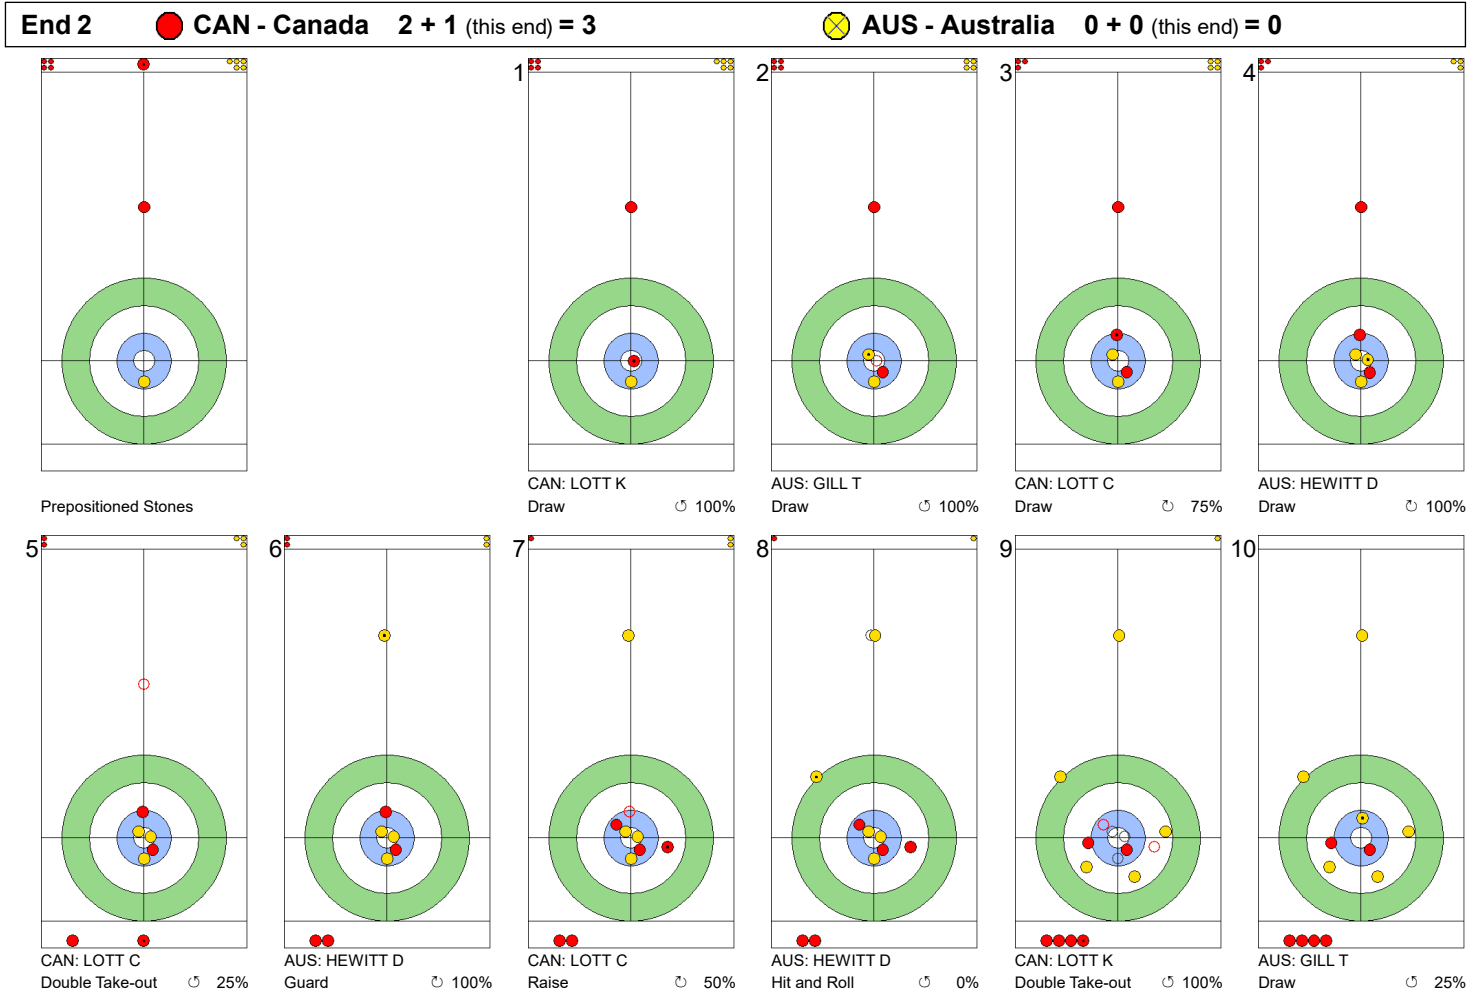 End 2 CAN - Canada 2 + 1 (this end) = 3 AUS - Australia 0 + 0 (this end) = 0
Prepositioned Stones
1
CAN: LOTT K
Draw ↺ 100%
2
AUS: GILL T
Draw ↺ 100%
3
CAN: LOTT C
Draw ↻ 75%
4
AUS: HEWITT D
Draw ↻ 100%
5
CAN: LOTT C
Double Take-out ↺ 25%
6
AUS: HEWITT D
Guard ↻ 100%
7
CAN: LOTT C
Raise ↻ 50%
8
AUS: HEWITT D
Hit and Roll ↻ 0%
9
CAN: LOTT K
Double Take-out ↺ 100%
10
AUS: GILL T
Draw ↺ 25%